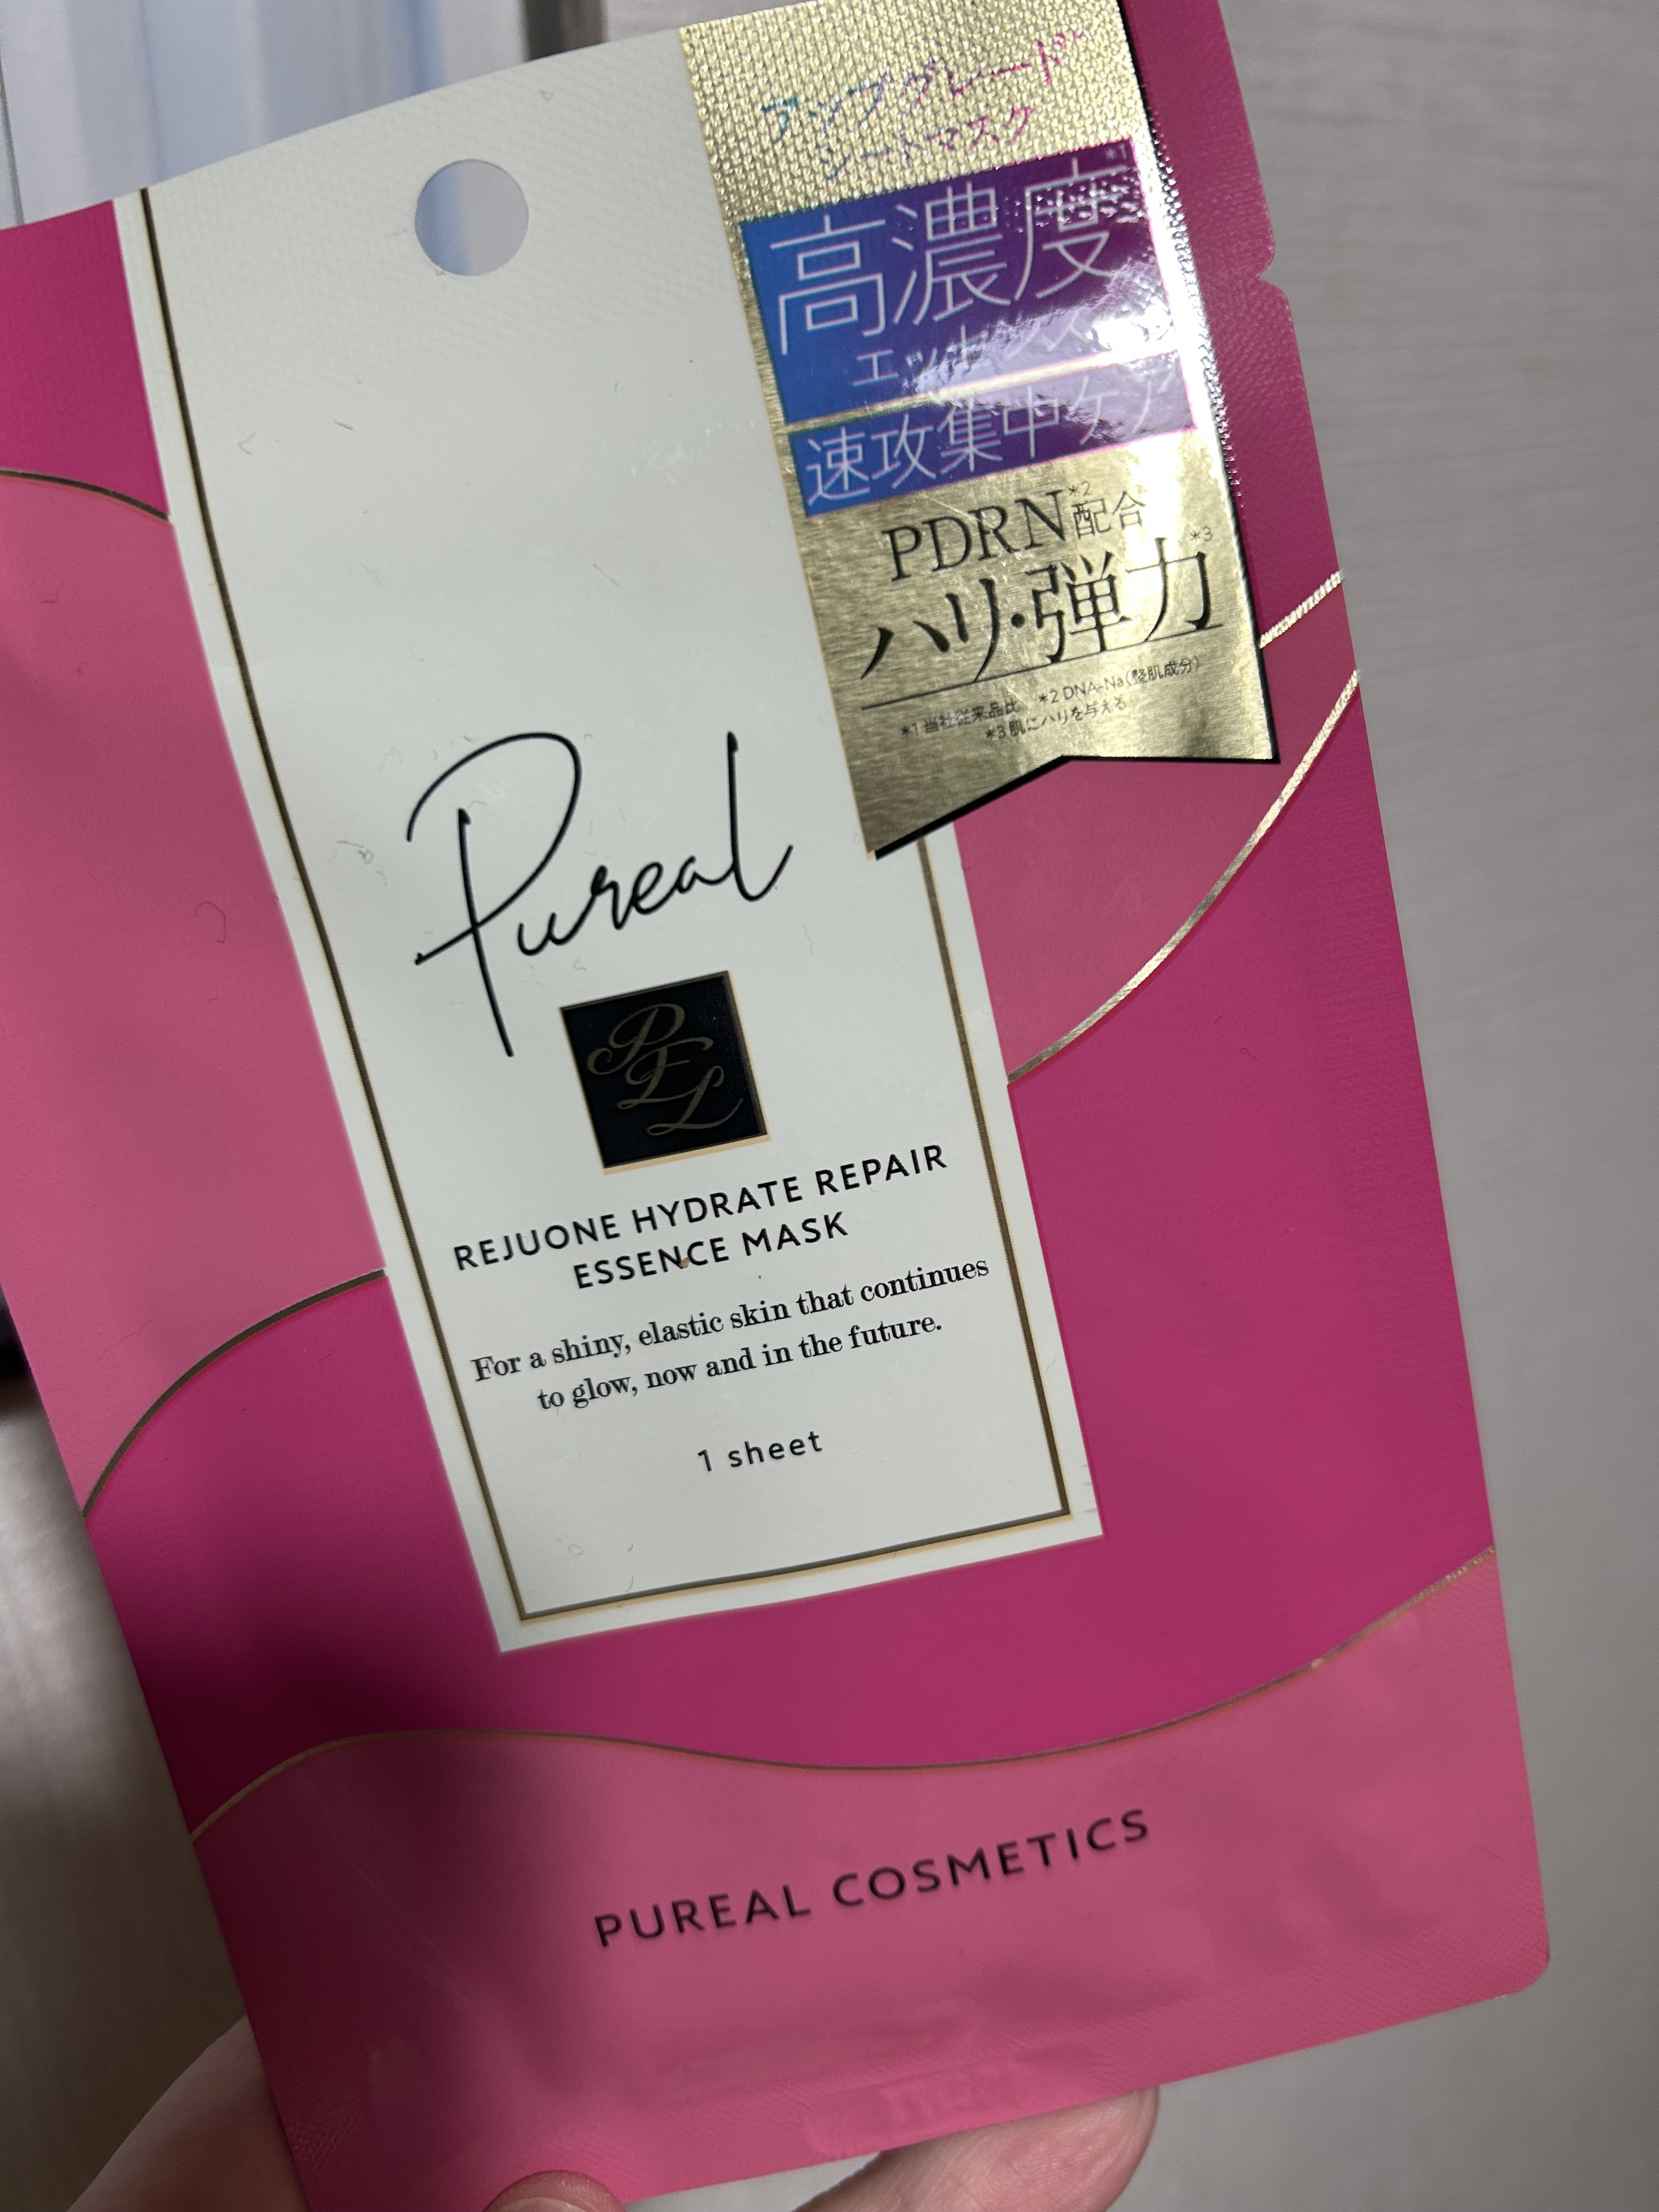 アップグレード
シートマスク
高濃度*1
エッセンス
速攻集中ケア
PDRN*2配合
ハリ・弾力*3
*1 当社従来品比 *2 DNA-Na(整肌成分)
*3 肌にハリを与える
Pureal
PEL
REJUONE HYDRATE REPAIR
ESSENCE MASK
For a shiny, elastic skin that continues
to glow, now and in the future.
1 sheet
PUREAL COSMETICS